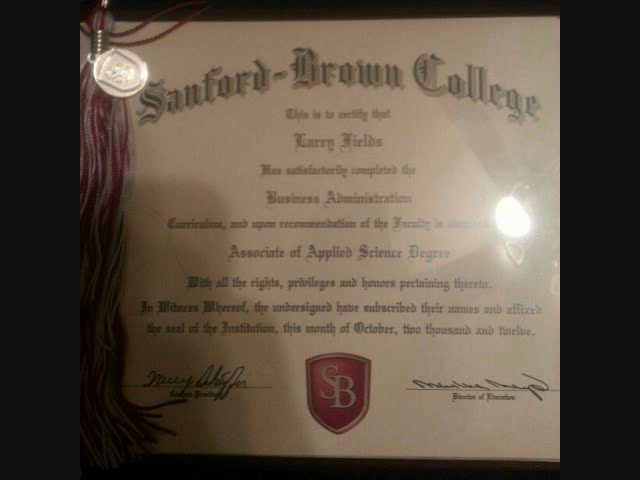 Sanford-Brown College
This is to certify that
Larry Fields
Has satisfactorily completed the
Business Administration
Curriculum, and upon recommendation of the Faculty is
Associate of Applied Science Degree
With all the rights, privileges and honors pertaining thereto.
In Witness Whereof, the undersigned have subscribed their names and affixed
the seal of the Institution, this month of October, two thousand and twelve.
SB
President
Director of Education